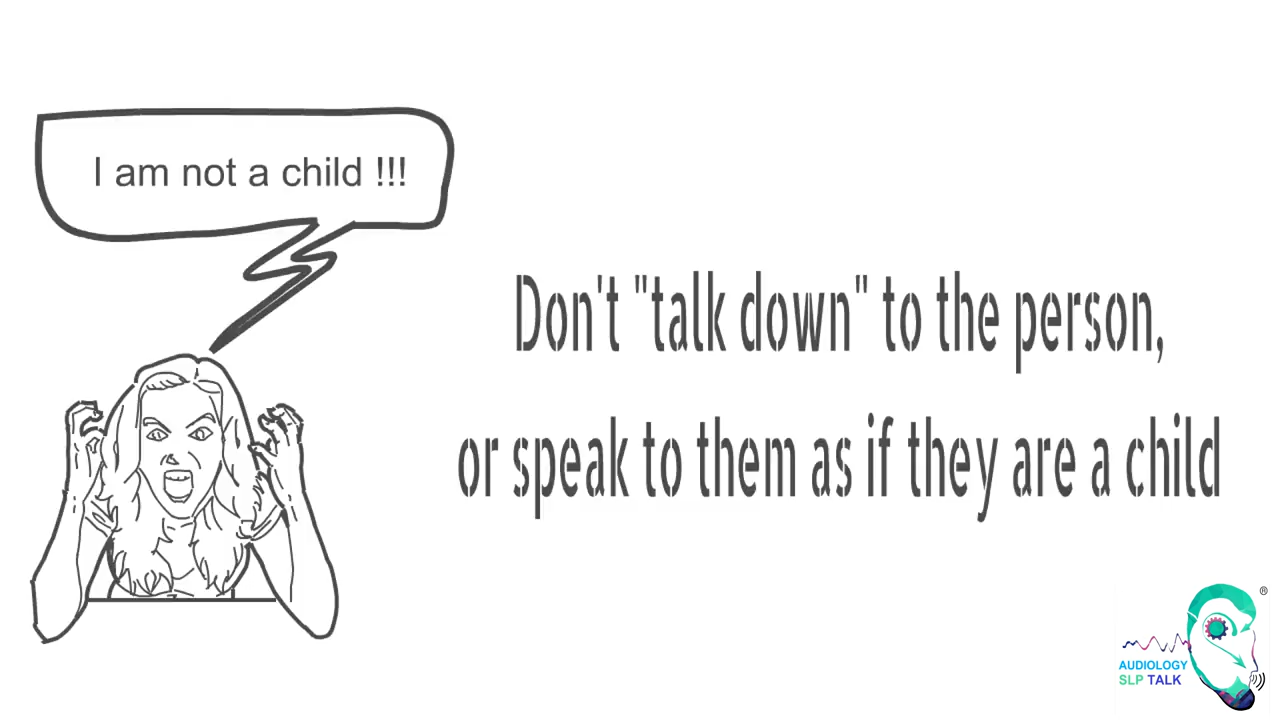 I am not a child !!!
Don't "talk down" to the person,
or speak to them as if they are a child
®
AUDIOLOGY
SLP TALK